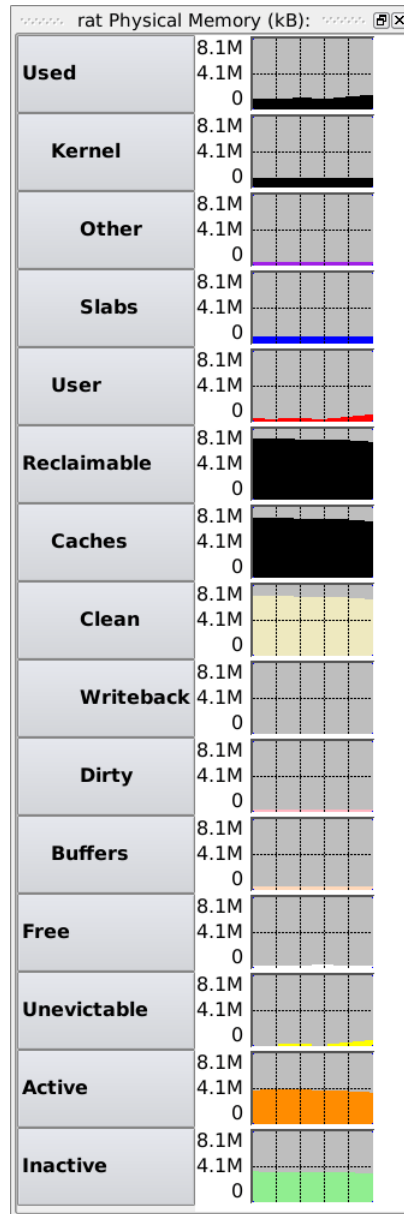 rat Physical Memory (kB):
Used
8.1M
4.1M
0
Kernel
8.1M
4.1M
0
Other
8.1M
4.1M
0
Slabs
8.1M
4.1M
0
User
8.1M
4.1M
0
Reclaimable
8.1M
4.1M
0
Caches
8.1M
4.1M
0
Clean
8.1M
4.1M
0
Writeback
8.1M
4.1M
0
Dirty
8.1M
4.1M
0
Buffers
8.1M
4.1M
0
Free
8.1M
4.1M
0
Unevictable
8.1M
4.1M
0
Active
8.1M
4.1M
0
Inactive
8.1M
4.1M
0